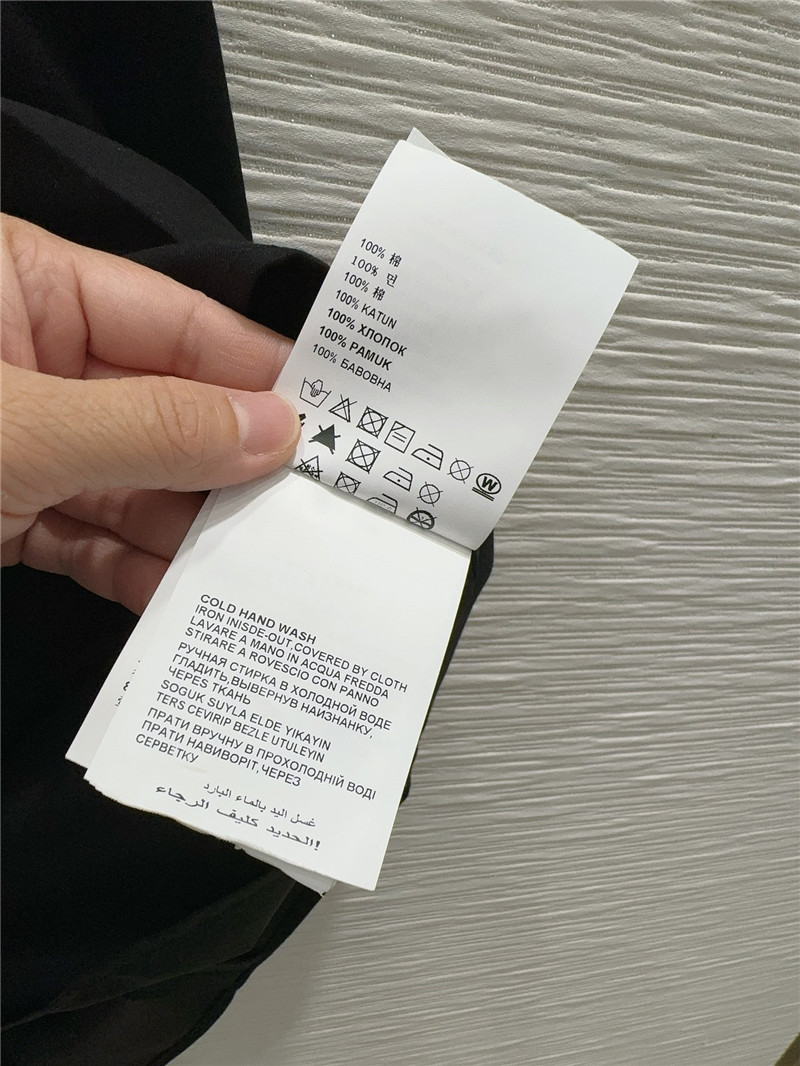 100% 棉
100% 면
100% 棉
100% KATUN
100% ХЛОПОК
100% PAMUK
100% БАВОВНА
W
COLD HAND WASH
IRON INISDE-OUT,COVERED BY CLOTH
LAVARE A MANO IN ACQUA FREDDA
STIRARE A ROVESCIO CON PANNO
РУЧНАЯ СТИРКА В ХОЛОДНОЙ ВОДЕ
ГЛАДИТЬ,ВЫВЕРНУВ НАИЗНАНКУ,
ЧЕРЕЗ ТКАНЬ
SOGUK SUYLA ELDE YIKAYIN
TERS CEVIRIP BEZLE UTULEYIN
ПРАТИ ВРУЧНУ В ПРОХОЛОДНІЙ ВОДІ
ПРАТИ НАВИВОРІТ,ЧЕРЕЗ
СЕРВЕТКУ
غسل اليد بالماء البارد
الحديد كليف الرجاء!